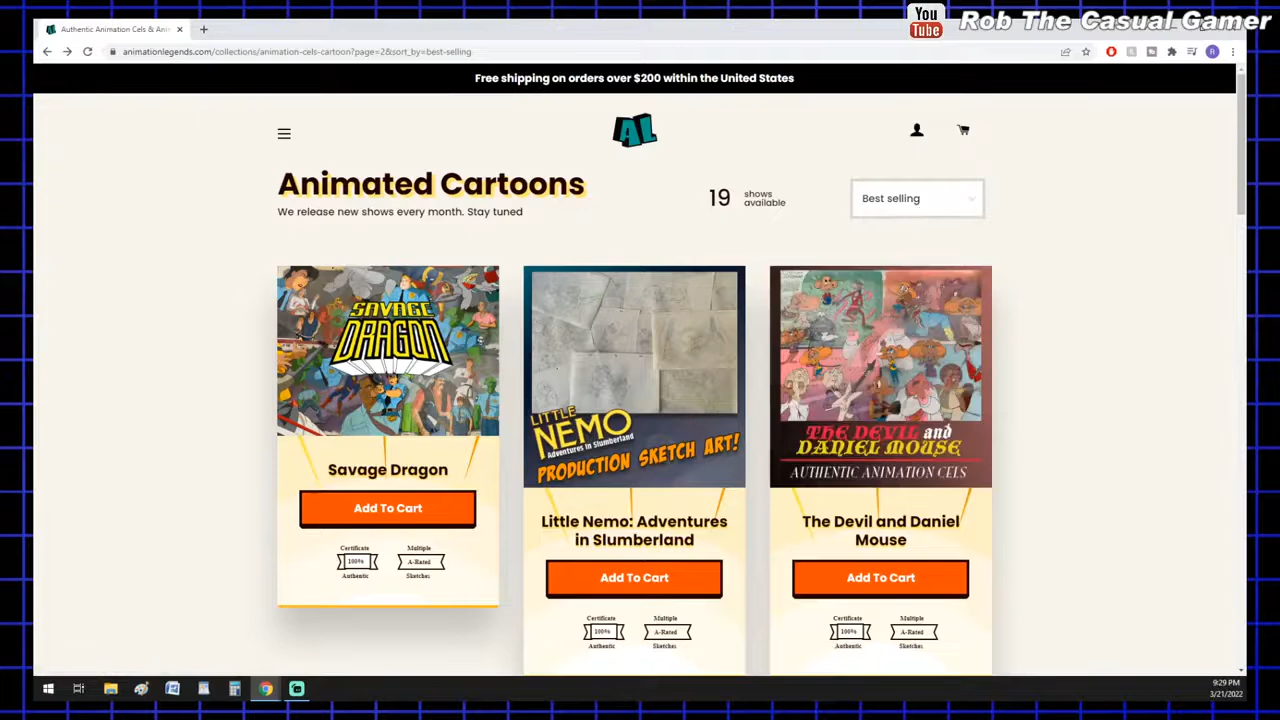 You
Tube
Rob The Casual Gamer
Authentic Animation Cels & Ani
animationlegends.com/collections/animation-cels-cartoon?page=2&sort_by=best-selling
R
Free shipping on orders over $200 within the United States
AL
Animated Cartoons
We release new shows every month. Stay tuned
19
shows
available
Best selling
SAVAGE
DRAGON
LITTLE
NEMO
Adventures in Slumberland
PRODUCTION SKETCH ART!
THE DEVIL and
DANIEL MOUSE
AUTHENTIC ANIMATION CELS
Savage Dragon
Add To Cart
Certificate
100%
Authentic
Multiple
A-Rated
Sketches
Little Nemo: Adventures
in Slumberland
Add To Cart
Certificate
100%
Authentic
Multiple
A-Rated
Sketches
The Devil and Daniel
Mouse
Add To Cart
Certificate
100%
Authentic
Multiple
A-Rated
Sketches
9:29 PM
3/21/2022